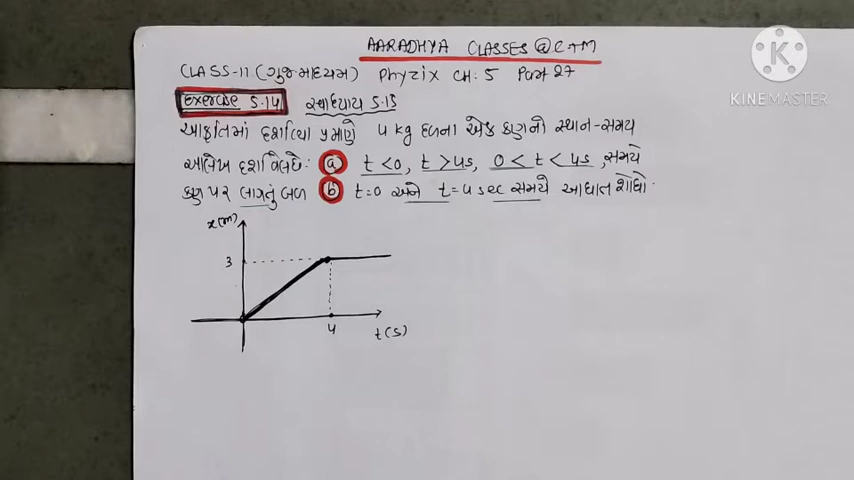 AARADHYA CLASSES @ C+M
CLASS-11 (ગુજ.માધ્યમ) Phyzix CH: 5 Part 27
Exercise 5.14 સ્વાધ્યાય 5.15
આકૃતિમાં દર્શાવ્યા પ્રમાણે 4 kg દળના એક કણનો સ્થાન-સમય
આલેખ દર્શાવેલ છે. a t<0, t>4s, 0<t<4s, સમયે
કણ પર લાગતું બળ b t=0 અને t=4 sec સમયે આઘાત શોધો.
x(m)
3
4
t(s)
K
KINEMASTER